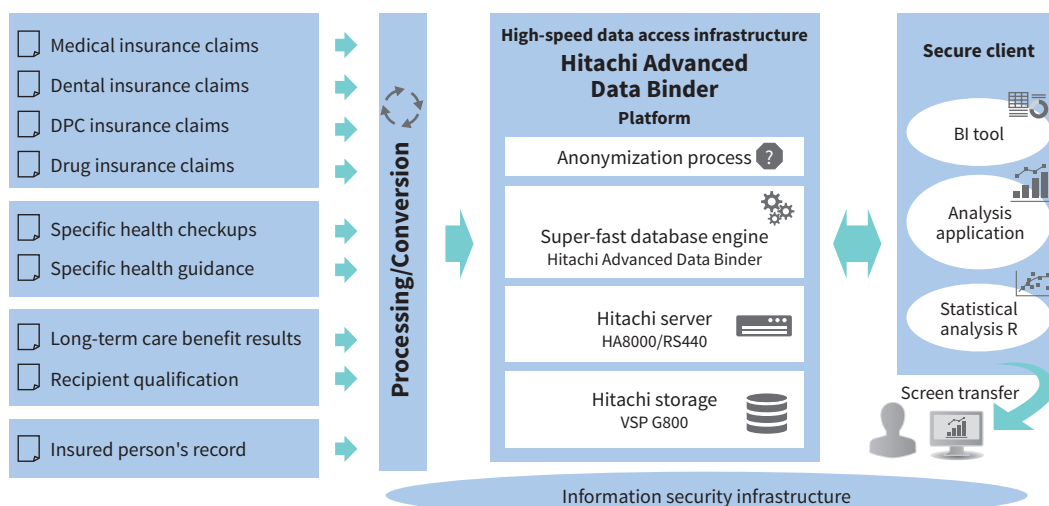 Medical insurance claims
Dental insurance claims
DPC insurance claims
Drug insurance claims
Specific health checkups
Specific health guidance
Long-term care benefit results
Recipient qualification
Insured person's record
Processing/Conversion
High-speed data access infrastructure
Hitachi Advanced
Data Binder
Platform
Anonymization process
?
Super-fast database engine
Hitachi Advanced Data Binder
Hitachi server
HA8000/RS440
Hitachi storage
VSP G800
Secure client
BI tool
Analysis
application
Statistical
analysis R
Screen transfer
Information security infrastructure